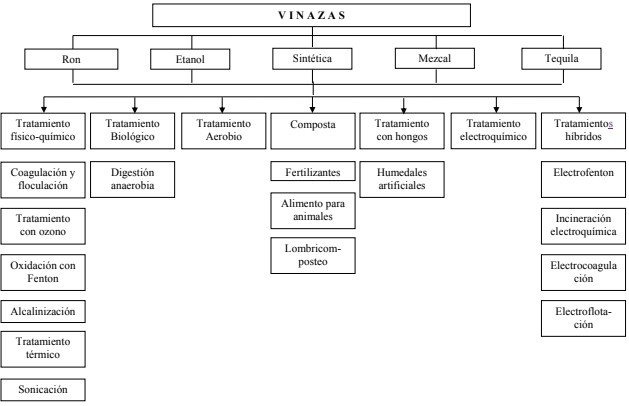 VINAZAS
Ron
Etanol
Sintética
Mezcal
Tequila
Tratamiento
físico-químico
Tratamiento
Biológico
Tratamiento
Aerobio
Composta
Tratamiento
con hongos
Tratamiento
electroquímico
Tratamientos
híbridos
Coagulación y
floculación
Tratamiento
con ozono
Oxidación con
Fenton
Alcalinización
Tratamiento
térmico
Sonicación
Digestión
anaerobia
Fertilizantes
Alimento para
animales
Lombricom-
posteo
Humedales
artificiales
Electrofenton
Incineración
electroquímica
Electrocoagula
ción
Electroflota-
ción